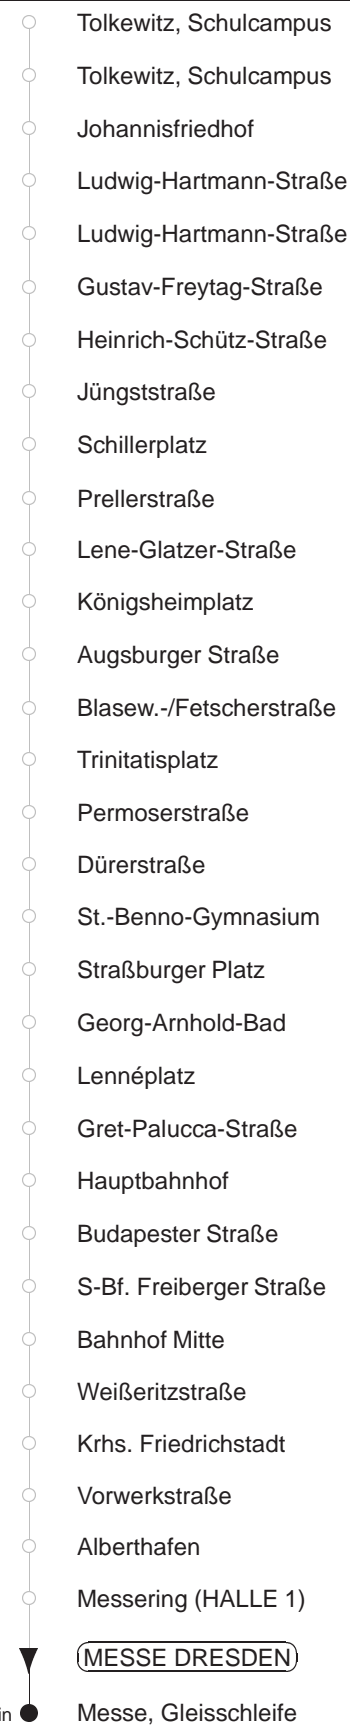 Tolkewitz, Schulcampus
Tolkewitz, Schulcampus
Johannisfriedhof
Ludwig-Hartmann-Straße
Ludwig-Hartmann-Straße
Gustav-Freytag-Straße
Heinrich-Schütz-Straße
Jüngststraße
Schillerplatz
Prellerstraße
Lene-Glatzer-Straße
Königsheimplatz
Augsburger Straße
Blasew.-/Fetscherstraße
Trinitatisplatz
Permoserstraße
Dürerstraße
St.-Benno-Gymnasium
Straßburger Platz
Georg-Arnhold-Bad
Lennéplatz
Gret-Palucca-Straße
Hauptbahnhof
Budapester Straße
S-Bf. Freiberger Straße
Bahnhof Mitte
Weißeritzstraße
Krhs. Friedrichstadt
Vorwerkstraße
Alberthafen
Messering (HALLE 1)
MESSE DRESDEN
in Messe, Gleisschleife